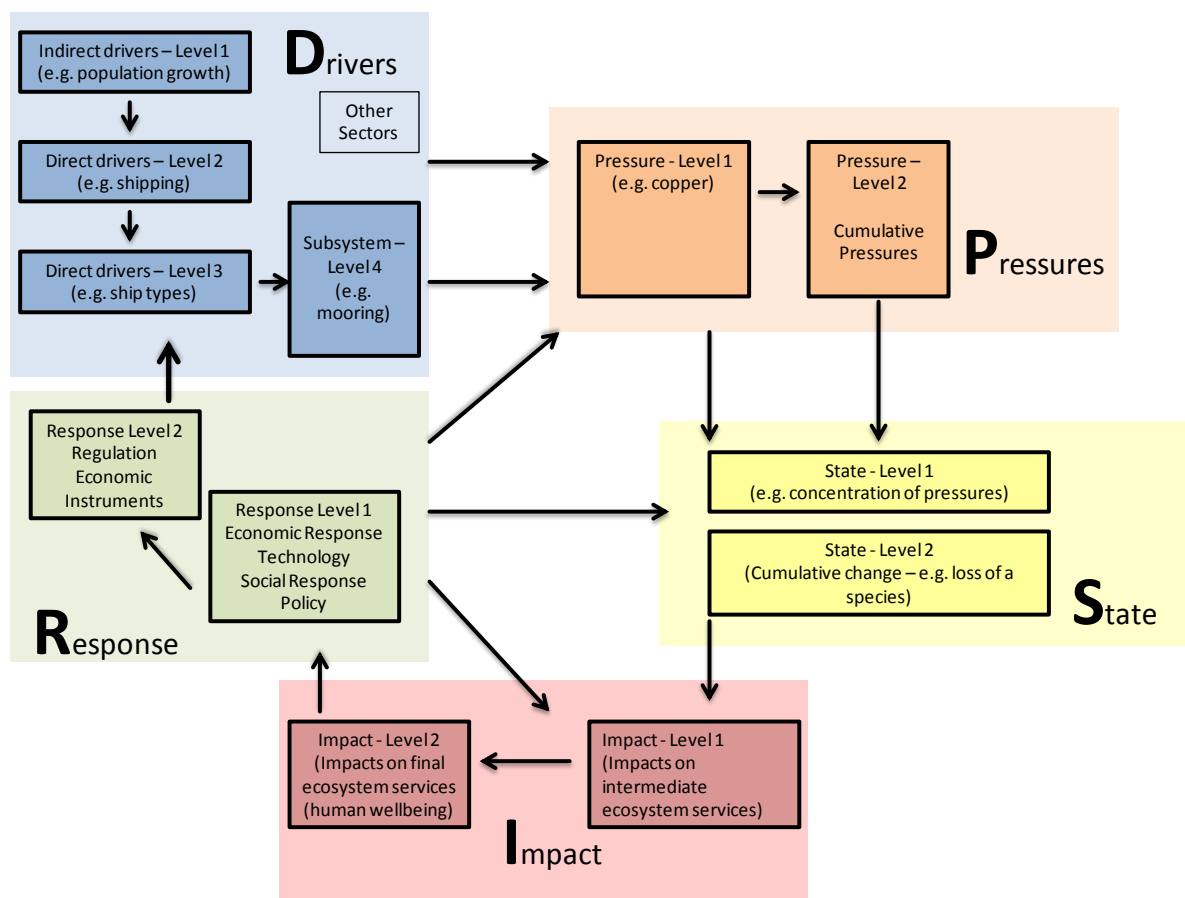 Drivers
Indirect drivers – Level 1
(e.g. population growth)
Other
Sectors
Direct drivers – Level 2
(e.g. shipping)
Direct drivers – Level 3
(e.g. ship types)
Subsystem –
Level 4
(e.g.
mooring)
Pressure - Level 1
(e.g. copper)
Pressure –
Level 2
Cumulative
Pressures
Pressures
Response Level 2
Regulation
Economic
Instruments
Response Level 1
Economic Response
Technology
Social Response
Policy
Response
State - Level 1
(e.g. concentration of pressures)
State - Level 2
(Cumulative change – e.g. loss of a
species)
State
Impact - Level 2
(Impacts on final
ecosystem services
(human wellbeing)
Impact - Level 1
(Impacts on
intermediate
ecosystem services)
Impact